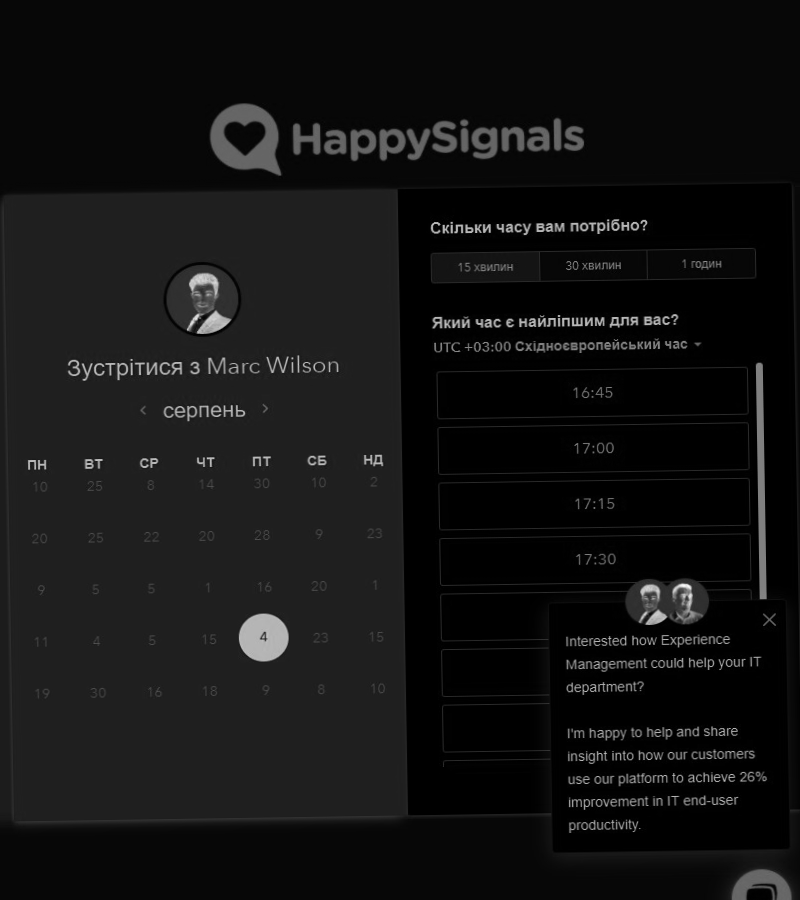 HappySignals
Зустрітися з Marc Wilson
серпень
ПН ВТ СР ЧТ ПТ СБ НД
10 25 8 14 30 10 2
20 25 22 20 28 9 23
9 5 5 1 16 20 1
11 4 5 15 4 23 15
19 30 16 18 9 8 10
Скільки часу вам потрібно?
15 хвилин 30 хвилин 1 годин
Який час є найліпшим для вас?
UTC +03:00 Східноєвропейський час
16:45
17:00
17:15
17:30
Interested how Experience
Management could help your IT
department?
I'm happy to help and share
insight into how our customers
use our platform to achieve 26%
improvement in IT end-user
productivity.